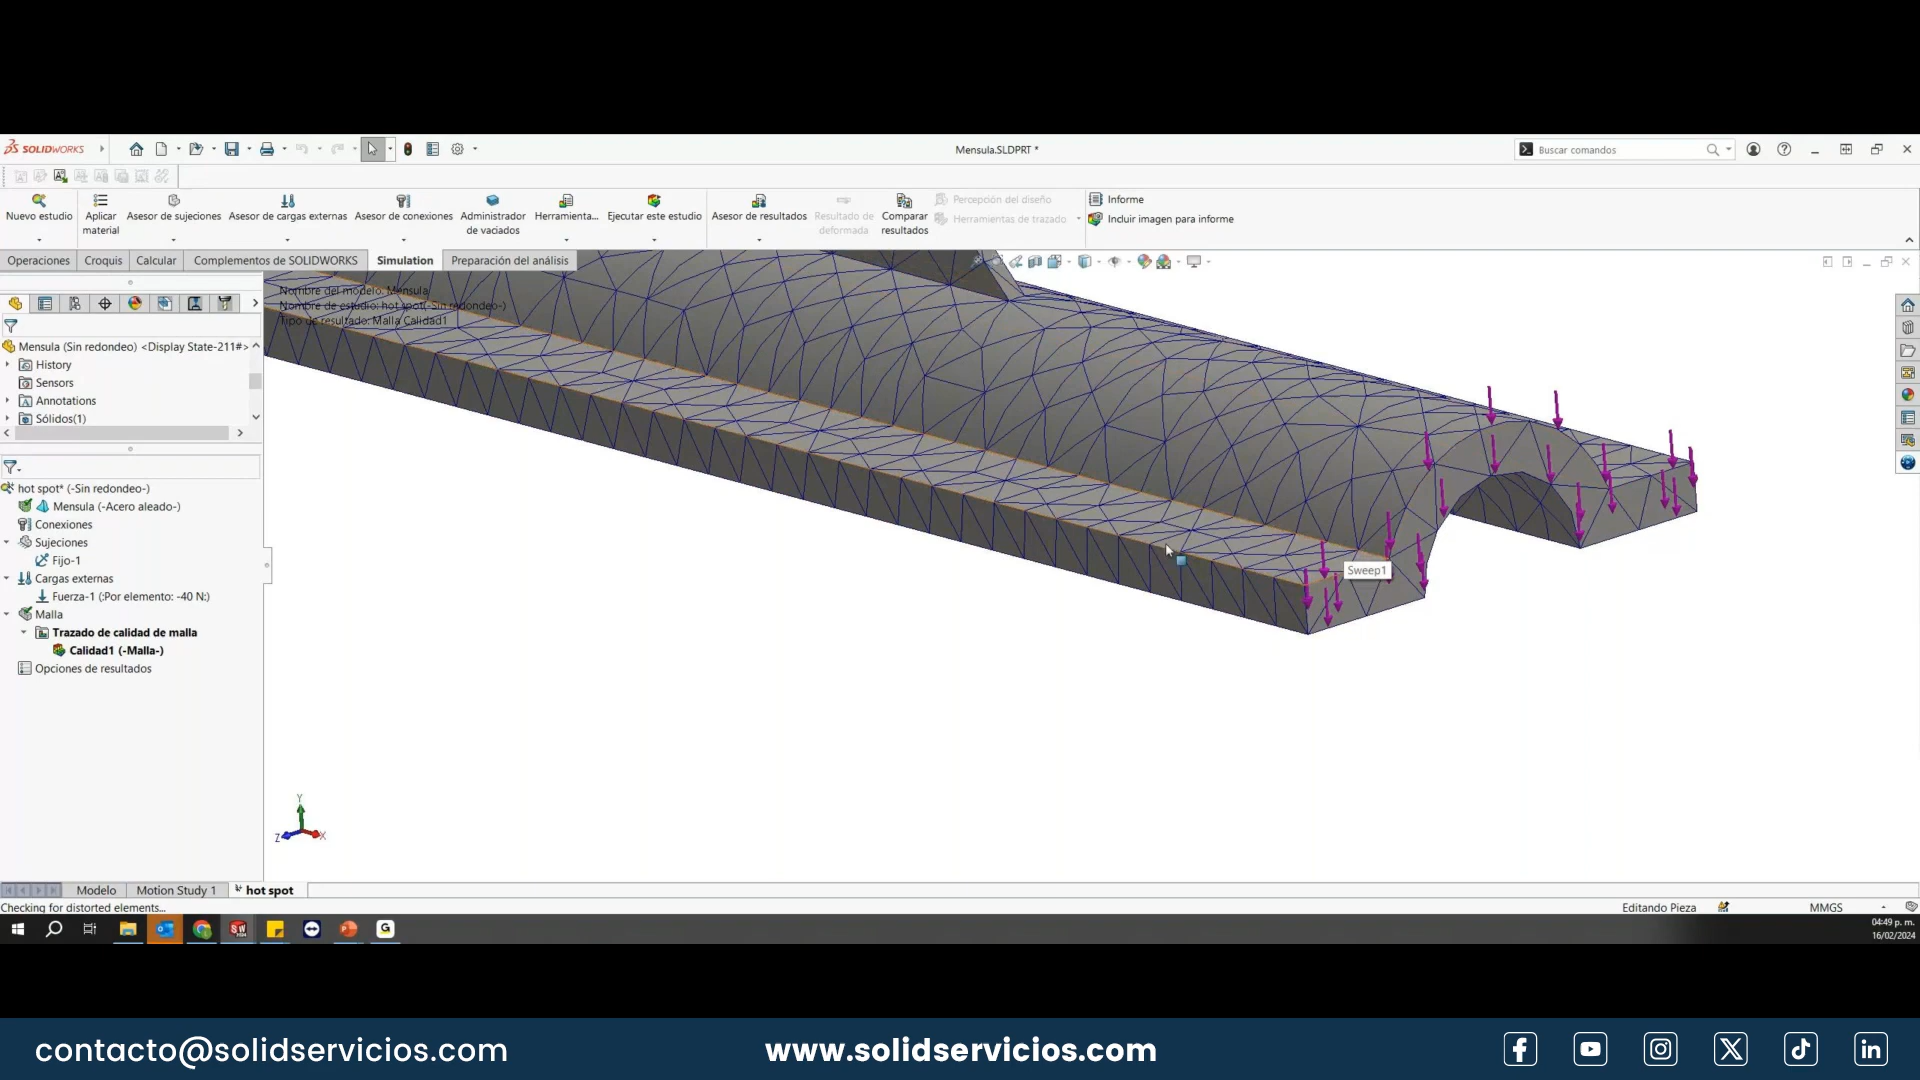 SOLIDWORKS
Mensula.SLDPRT *
Buscar comandos
Nuevo estudio
Aplicar material
Asesor de sujeciones
Asesor de cargas externas
Asesor de conexiones
Administrador de vaciados
Herramienta...
Ejecutar este estudio
Asesor de resultados
Resultado de deformada
Comparar resultados
Percepción del diseño
Herramientas de trazado
Informe
Incluir imagen para informe
Operaciones
Croquis
Calcular
Complementos de SOLIDWORKS
Simulation
Preparación del análisis
Nombre del modelo: Mensula
Nombre de estudio: hot spot(-Sin redondeo-)
Tipo de resultado: Malla Calidad1
Mensula (Sin redondeo) <Display State-211#>
History
Sensors
Annotations
Sólidos(1)
hot spot* (-Sin redondeo-)
Mensula (-Acero aleado-)
Conexiones
Sujeciones
Fijo-1
Cargas externas
Fuerza-1 (:Por elemento: -40 N:)
Malla
Trazado de calidad de malla
Calidad1 (-Malla-)
Opciones de resultados
Sweep1
Y
Z
X
Modelo
Motion Study 1
hot spot
Checking for distorted elements...
Editando Pieza
MMGS
04:49 p. m.
16/02/2024
contacto@solidservicios.com
www.solidservicios.com